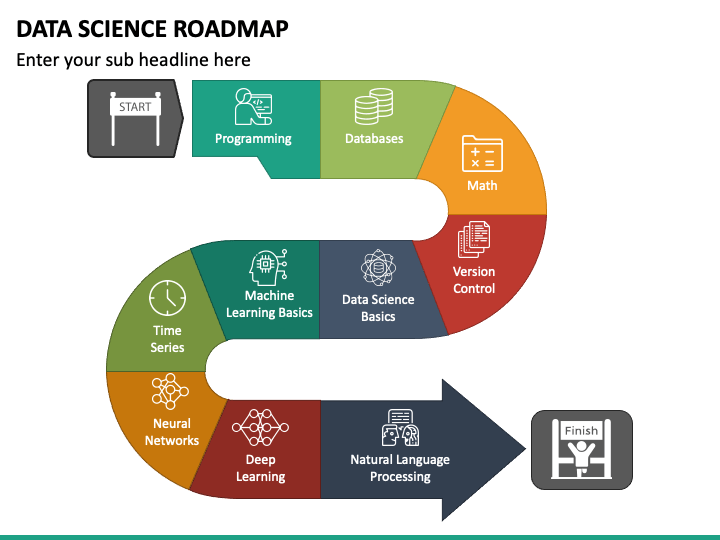 DATA SCIENCE ROADMAP
Enter your sub headline here
START
Programming
Databases
Math
Version
Control
Data Science
Basics
Machine
Learning Basics
Time
Series
Neural
Networks
Deep
Learning
Natural Language
Processing
Finish